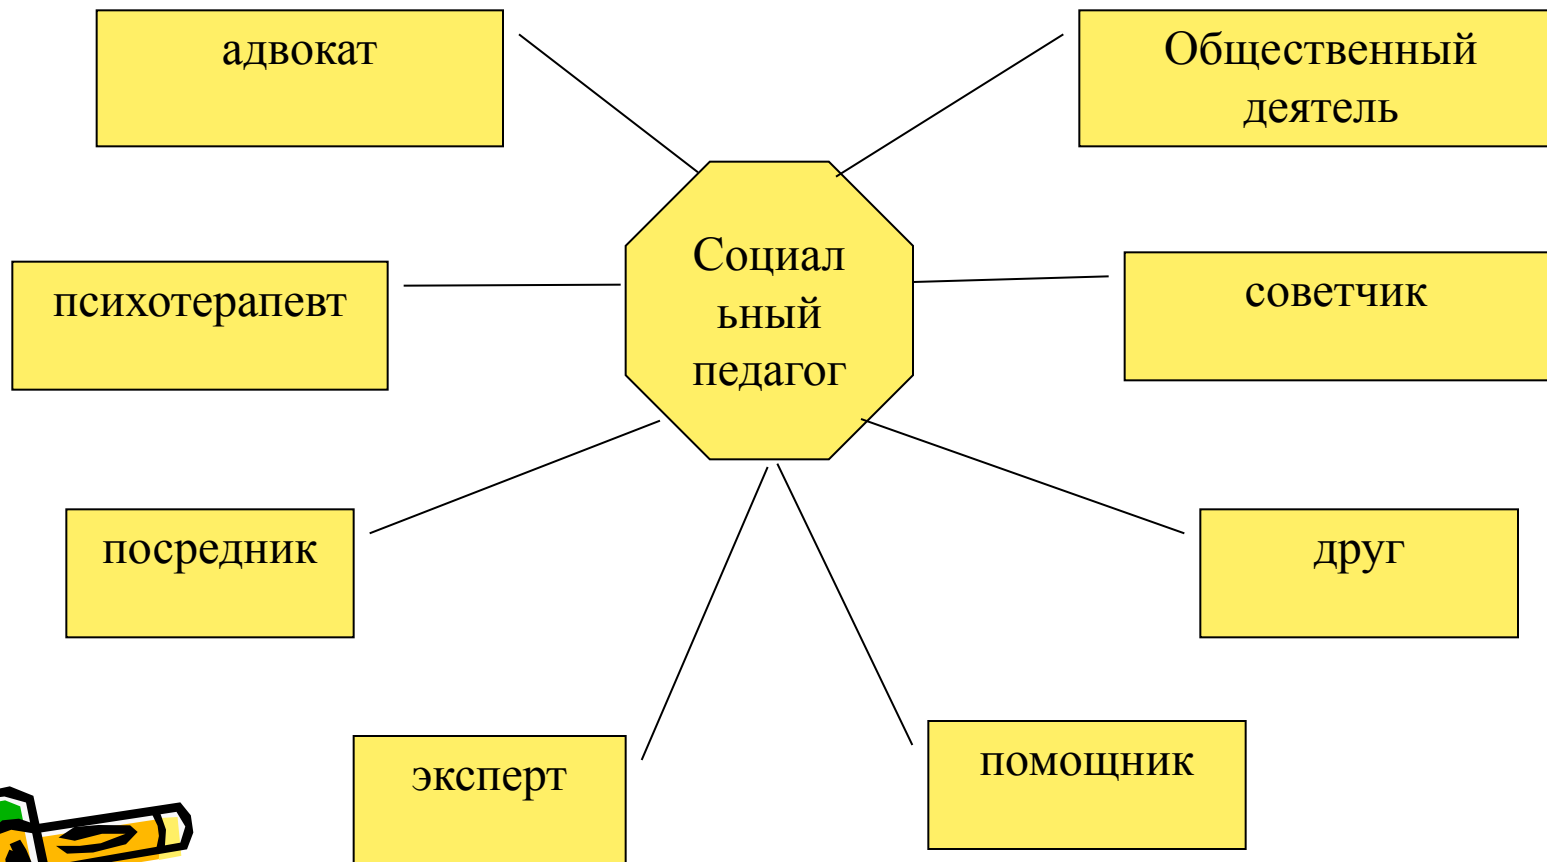 адвокат
Общественный
деятель
Социал
ьный
педагог
психотерапевт
советчик
посредник
друг
эксперт
помощник